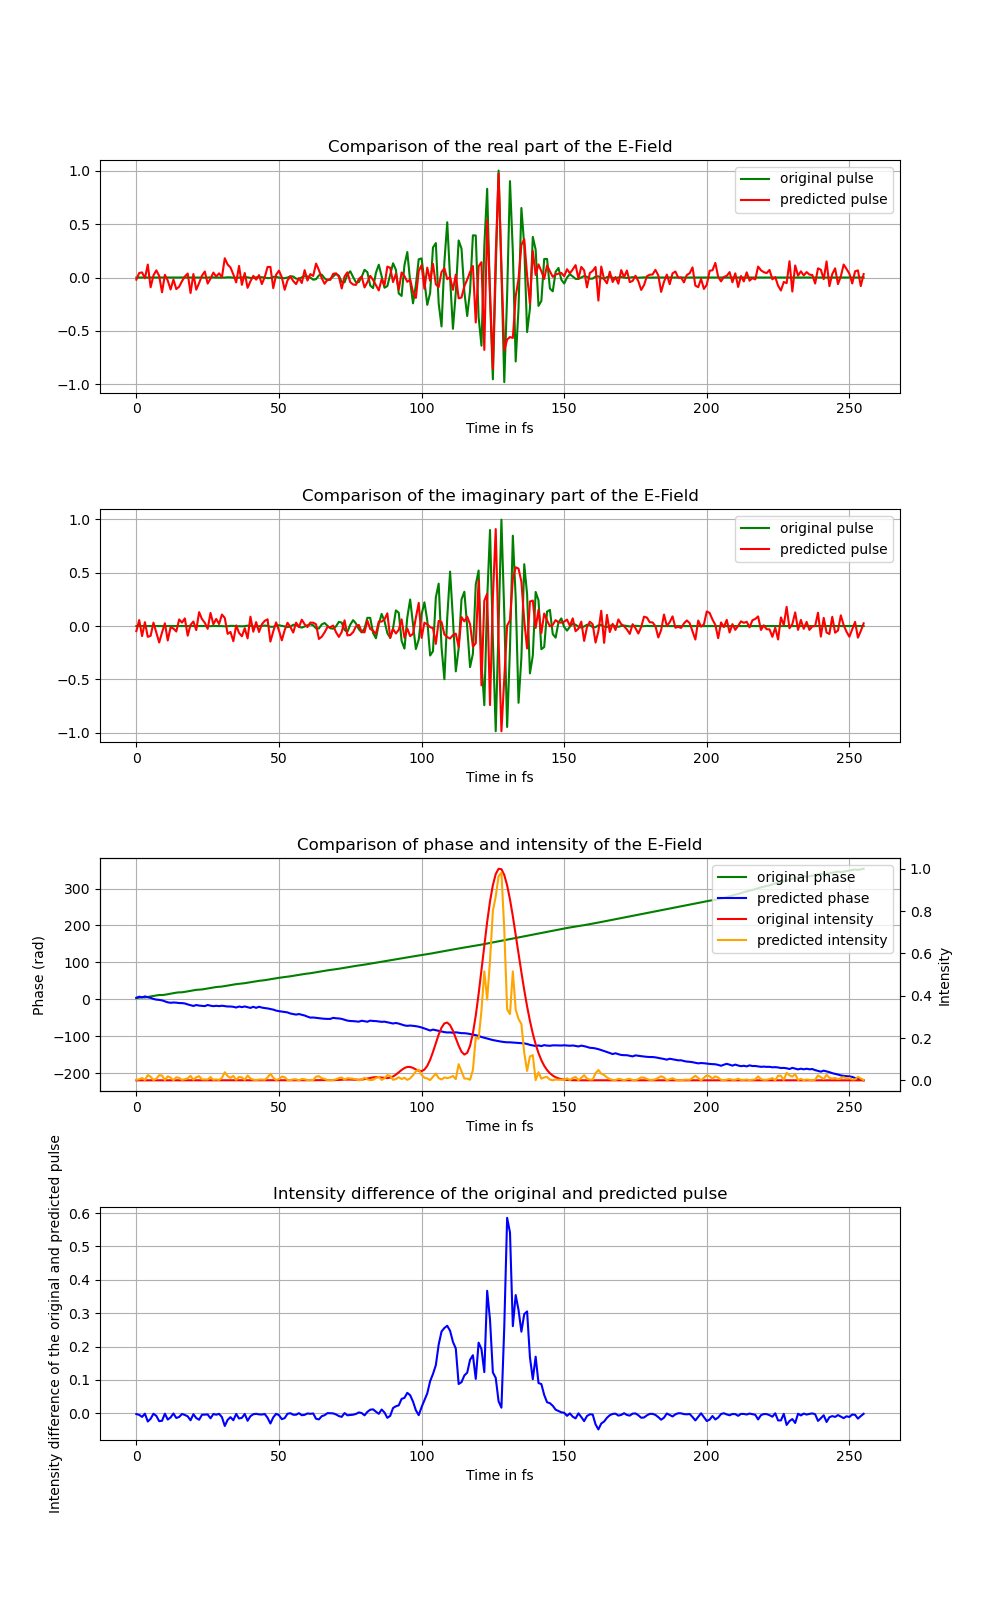 Comparison of the real part of the E-Field
1.0
0.5
0.0
−0.5
−1.0
original pulse
predicted pulse
0 50 100 150 200 250
Time in fs
Comparison of the imaginary part of the E-Field
1.0
0.5
0.0
−0.5
−1.0
original pulse
predicted pulse
0 50 100 150 200 250
Time in fs
Comparison of phase and intensity of the E-Field
Phase (rad)
300
200
100
0
−100
−200
original phase
predicted phase
original intensity
predicted intensity
1.0
0.8
0.6
0.4
0.2
0.0
Intensity
0 50 100 150 200 250
Time in fs
Intensity difference of the original and predicted pulse
Intensity difference of the original and predicted pulse
0.6
0.5
0.4
0.3
0.2
0.1
0.0
0 50 100 150 200 250
Time in fs